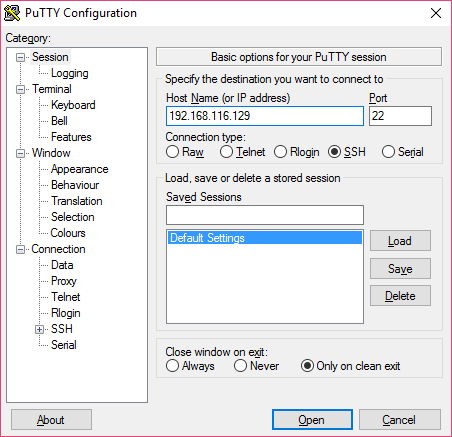 PuTTY Configuration
Category:
Session
Logging
Terminal
Keyboard
Bell
Features
Window
Appearance
Behaviour
Translation
Selection
Colours
Connection
Data
Proxy
Telnet
Rlogin
SSH
Serial
Basic options for your PuTTY session
Specify the destination you want to connect to
Host Name (or IP address) Port
192.168.116.129 22
Connection type:
Raw Telnet Rlogin SSH Serial
Load, save or delete a stored session
Saved Sessions
Default Settings
Load
Save
Delete
Close window on exit:
Always Never Only on clean exit
About Open Cancel